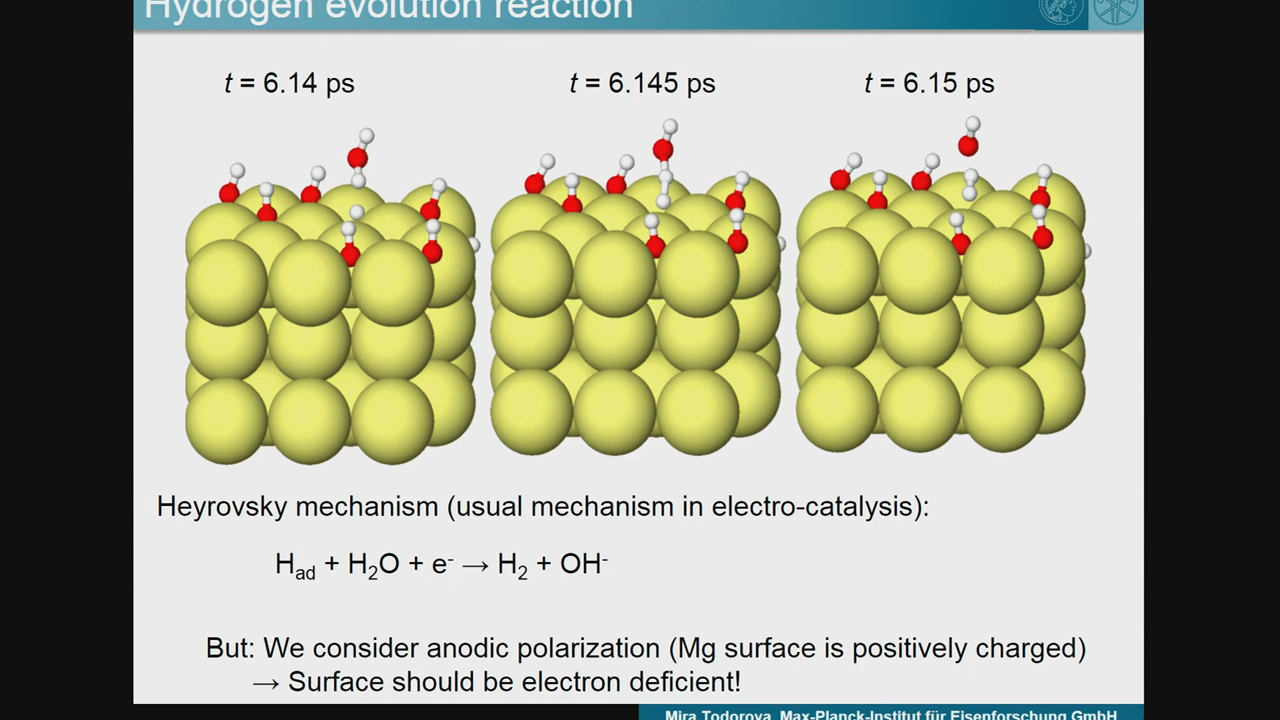 Hydrogen evolution reaction
t = 6.14 ps
t = 6.145 ps
t = 6.15 ps
Heyrovsky mechanism (usual mechanism in electro-catalysis):
H_ad + H₂O + e⁻ → H₂ + OH⁻
But: We consider anodic polarization (Mg surface is positively charged)
→ Surface should be electron deficient!
Mira Todorova, Max-Planck-Institut für Eisenforschung GmbH